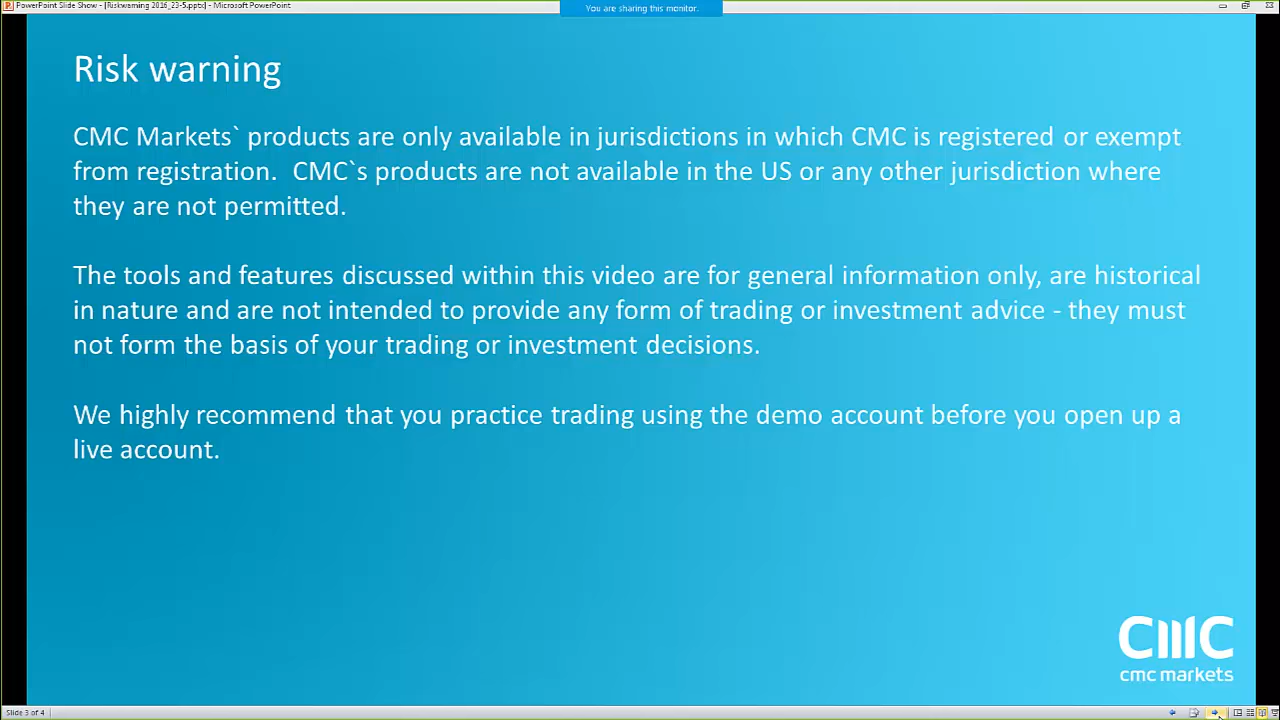 PowerPoint Slide Show - [Riskwarning 2016_23-5.pptx] - Microsoft PowerPoint
You are sharing this monitor.
Risk warning
CMC Markets` products are only available in jurisdictions in which CMC is registered or exempt
from registration.  CMC`s products are not available in the US or any other jurisdiction where
they are not permitted.
The tools and features discussed within this video are for general information only, are historical
in nature and are not intended to provide any form of trading or investment advice - they must
not form the basis of your trading or investment decisions.
We highly recommend that you practice trading using the demo account before you open up a
live account.
CMC
cmc markets
Slide 3 of 4